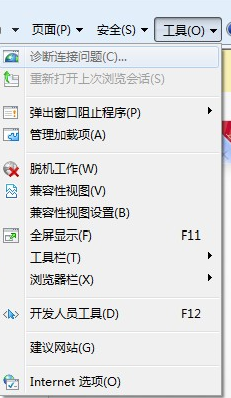 页面(P) 安全(S) 工具(O)
诊断连接问题(C)...
重新打开上次浏览会话(S)
弹出窗口阻止程序(P)
管理加载项(A)
脱机工作(W)
兼容性视图(V)
兼容性视图设置(B)
全屏显示(F) F11
工具栏(T)
浏览器栏(X)
开发人员工具(D) F12
建议网站(G)
Internet 选项(O)